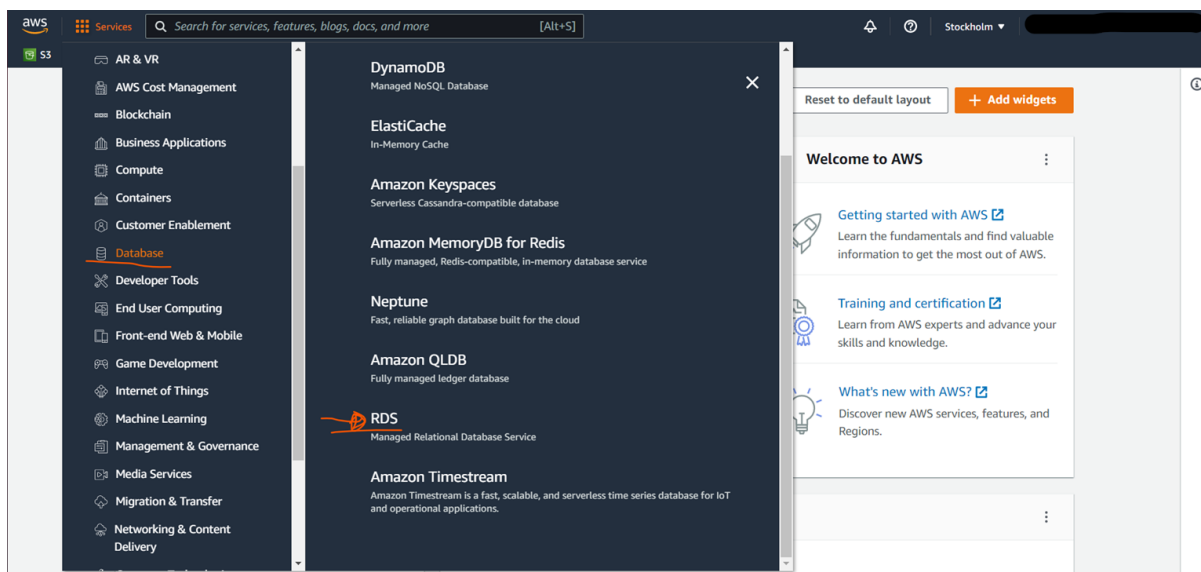 aws
Services
Search for services, features, blogs, docs, and more
[Alt+S]
Stockholm
S3
AR & VR
AWS Cost Management
Blockchain
Business Applications
Compute
Containers
Customer Enablement
Database
Developer Tools
End User Computing
Front-end Web & Mobile
Game Development
Internet of Things
Machine Learning
Management & Governance
Media Services
Migration & Transfer
Networking & Content
Delivery
DynamoDB
Managed NoSQL Database
ElastiCache
In-Memory Cache
Amazon Keyspaces
Serverless Cassandra-compatible database
Amazon MemoryDB for Redis
Fully managed, Redis-compatible, in-memory database service
Neptune
Fast, reliable graph database built for the cloud
Amazon QLDB
Fully managed ledger database
RDS
Managed Relational Database Service
Amazon Timestream
Amazon Timestream is a fast, scalable, and serverless time series database for IoT
and operational applications.
Reset to default layout
+ Add widgets
Welcome to AWS
Getting started with AWS
Learn the fundamentals and find valuable
information to get the most out of AWS.
Training and certification
Learn from AWS experts and advance your
skills and knowledge.
What's new with AWS?
Discover new AWS services, features, and
Regions.